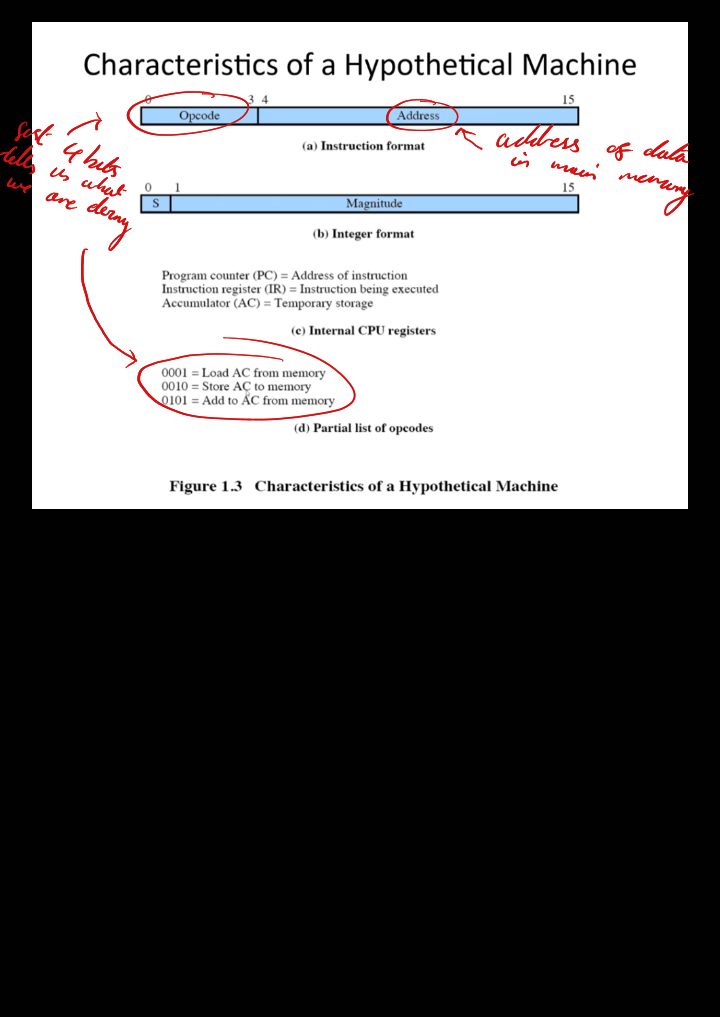 Characteristics of a Hypothetical Machine
0 3 4 15
Opcode Address
(a) Instruction format
first 4 bits
tells us what
we are doing
address of data
in main memory
0 1 15
S Magnitude
(b) Integer format
Program counter (PC) = Address of instruction
Instruction register (IR) = Instruction being executed
Accumulator (AC) = Temporary storage
(c) Internal CPU registers
0001 = Load AC from memory
0010 = Store AC to memory
0101 = Add to AC from memory
(d) Partial list of opcodes
Figure 1.3 Characteristics of a Hypothetical Machine